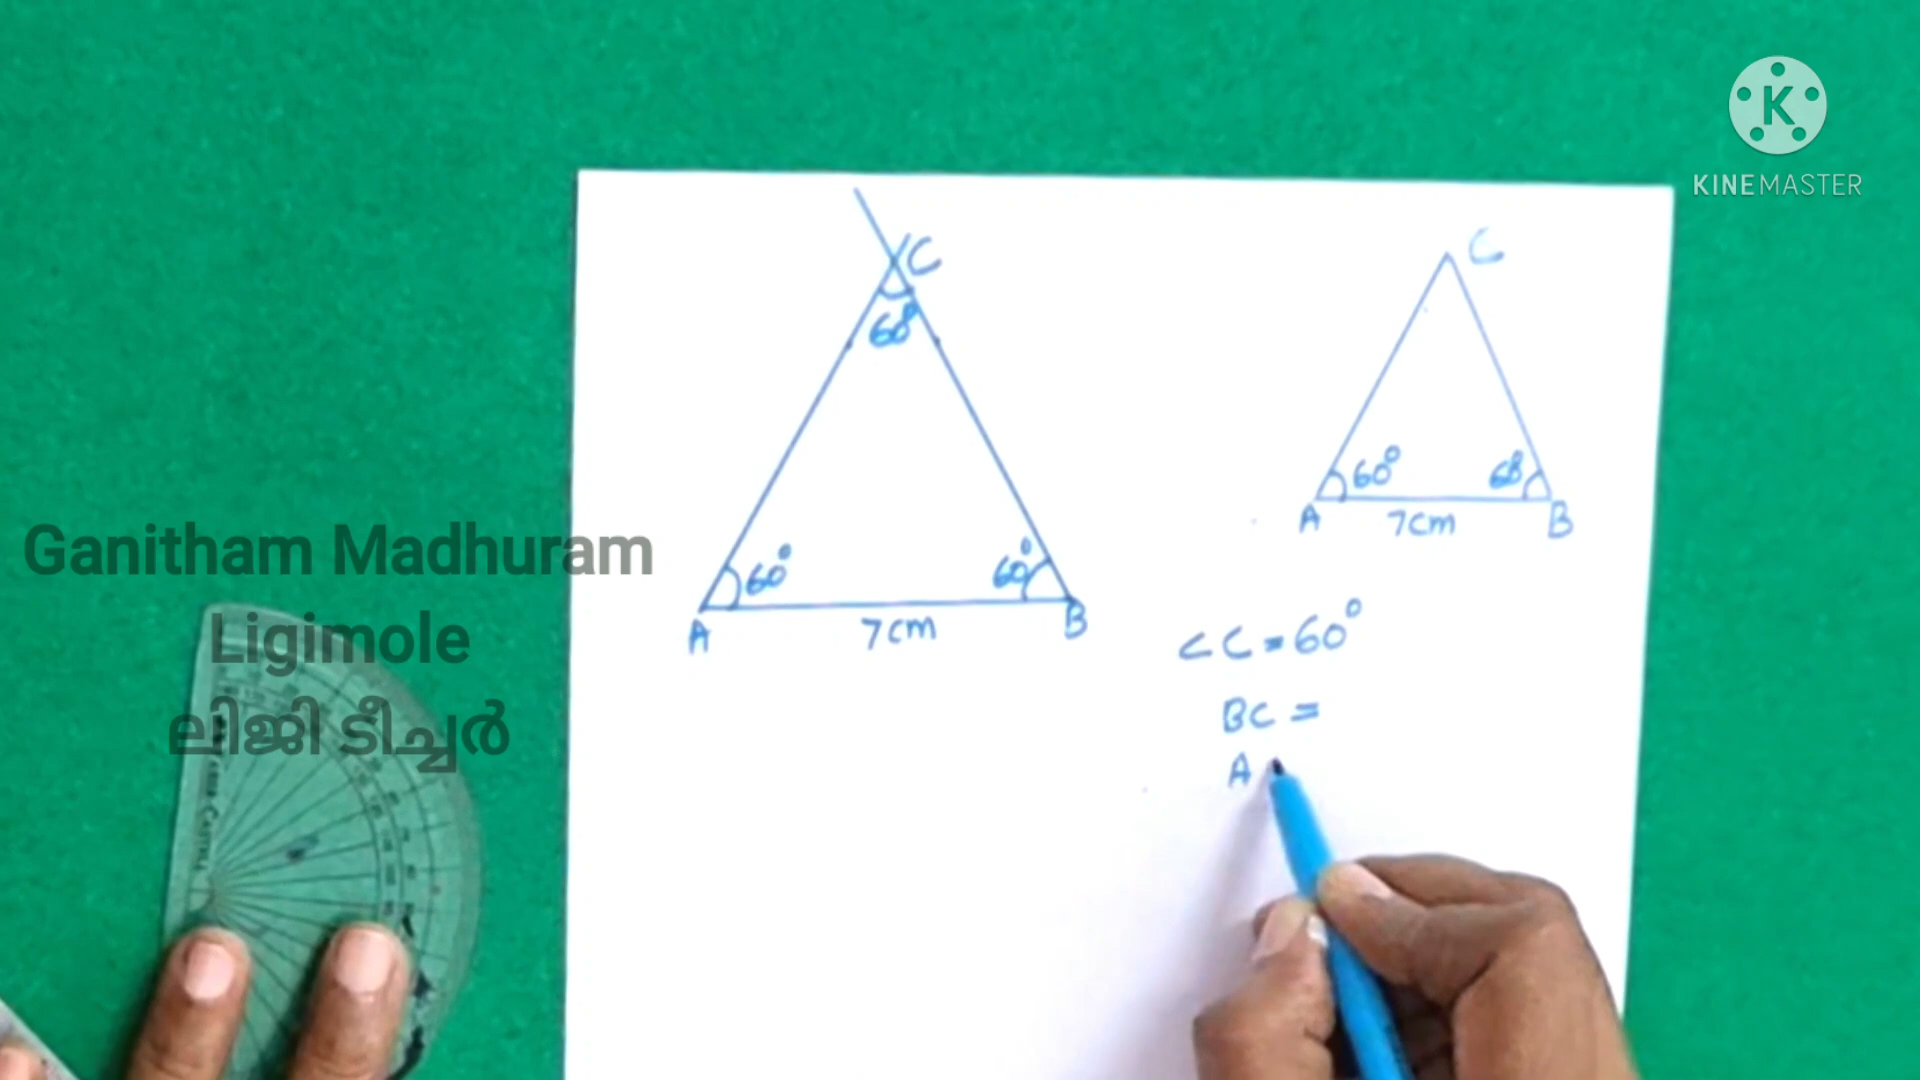 K
KINEMASTER
C
60°
60°
60°
A
7cm
B
C
60°
60°
A
7cm
B
Ganitham Madhuram
Ligimole
ലിജി ടീച്ചർ
<C=60°
BC =
A